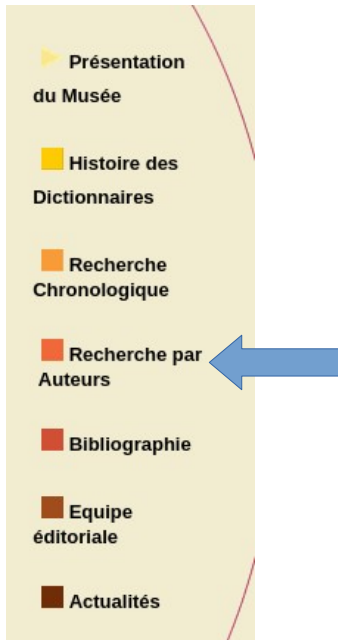 Présentation
du Musée
Histoire des
Dictionnaires
Recherche
Chronologique
Recherche par
Auteurs
Bibliographie
Equipe
éditoriale
Actualités